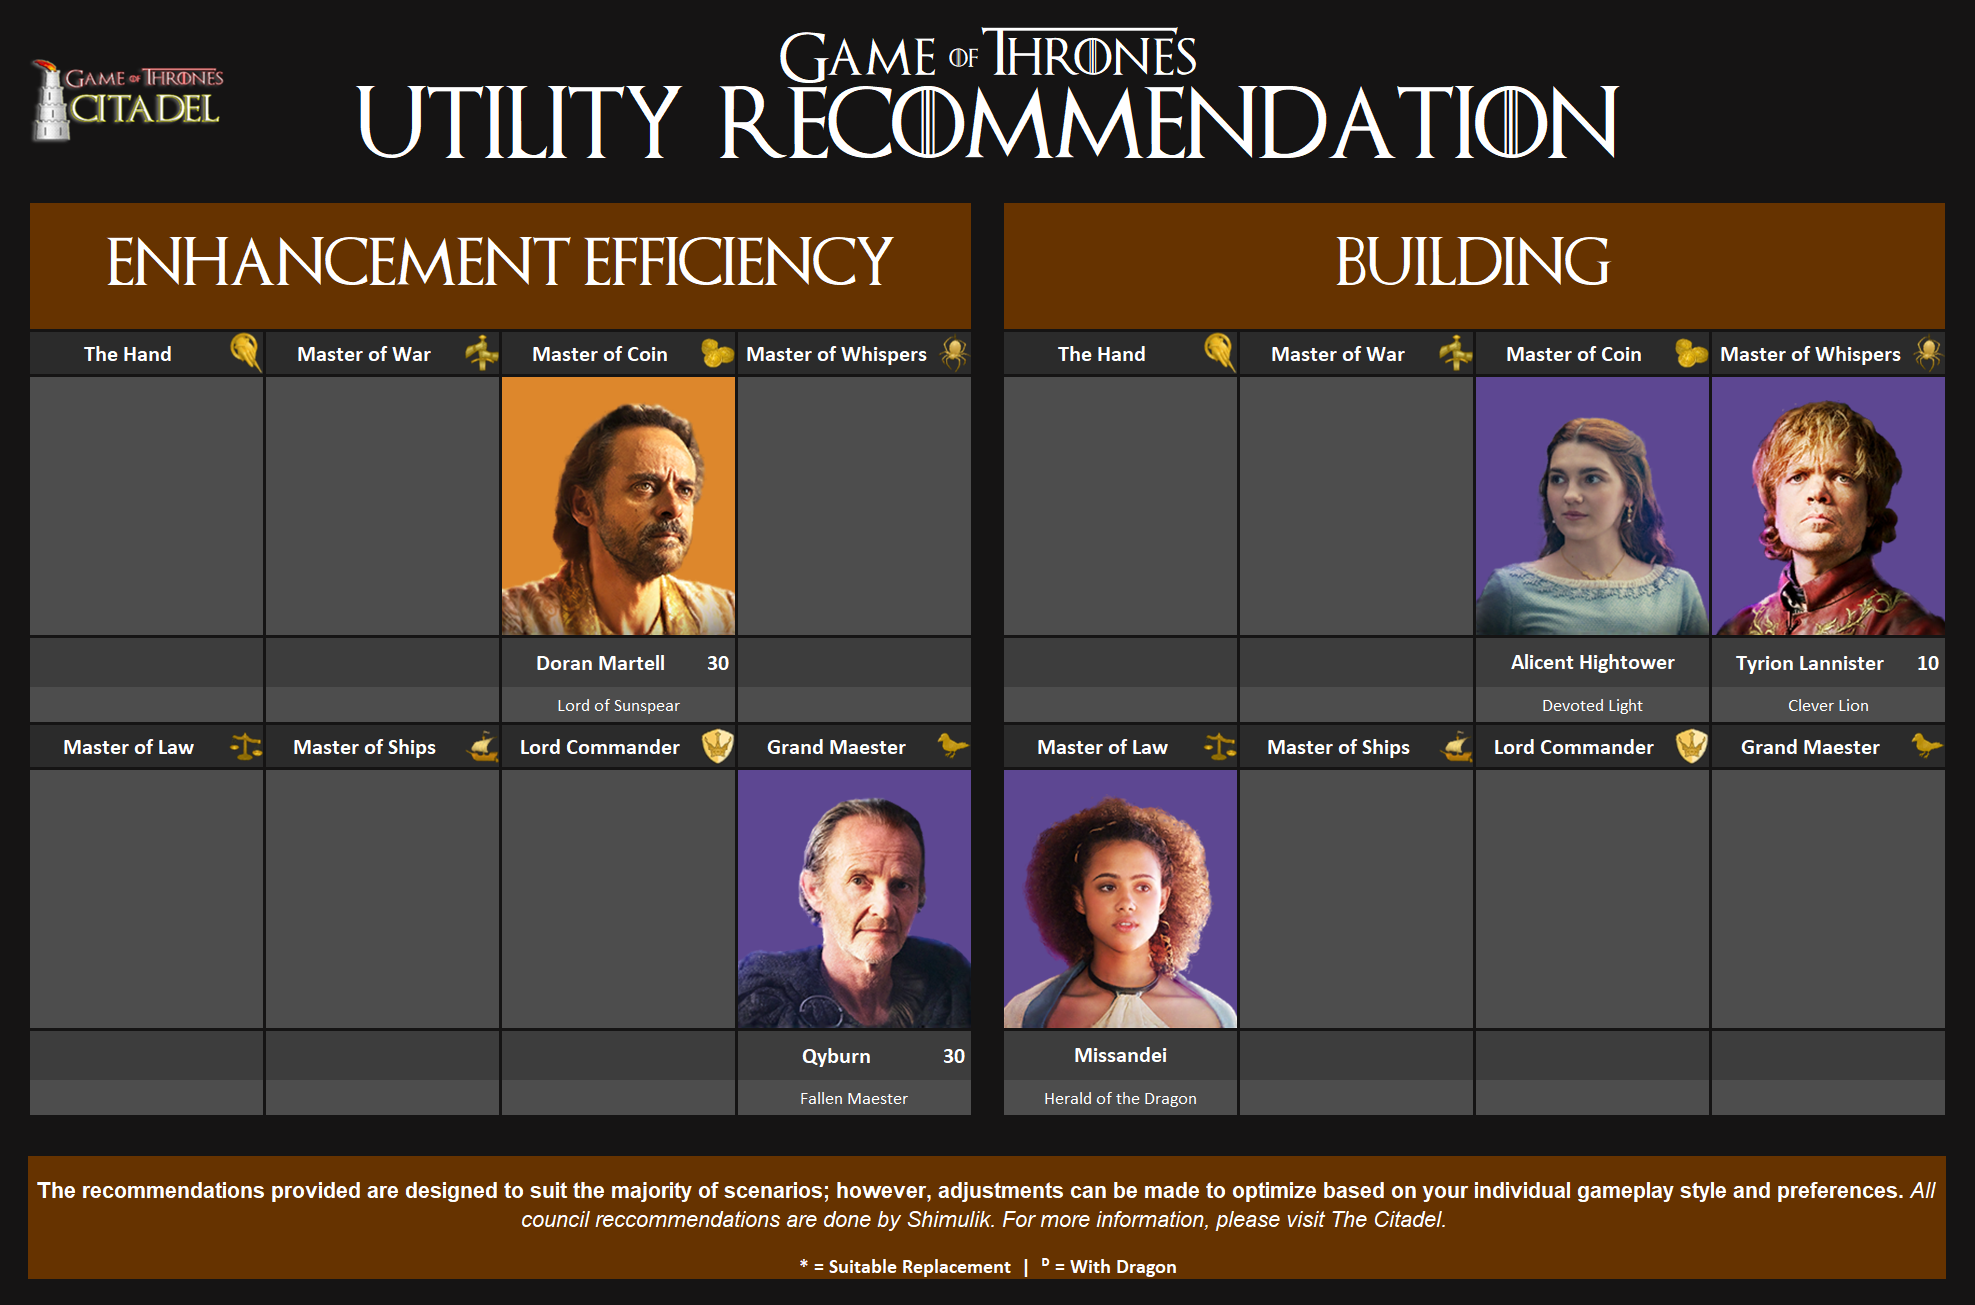 GAME OF THRONES
CITADEL
GAME OF THRONES
UTILITY RECOMMENDATION
ENHANCEMENT EFFICIENCY
The Hand
Master of War
Master of Coin
Master of Whispers
Doran Martell 30
Lord of Sunspear
Master of Law
Master of Ships
Lord Commander
Grand Maester
Qyburn 30
Fallen Maester
BUILDING
The Hand
Master of War
Master of Coin
Master of Whispers
Alicent Hightower
Tyrion Lannister 10
Devoted Light
Clever Lion
Master of Law
Master of Ships
Lord Commander
Grand Maester
Missandei
Herald of the Dragon
The recommendations provided are designed to suit the majority of scenarios; however, adjustments can be made to optimize based on your individual gameplay style and preferences. All
council reccommendations are done by Shimulik. For more information, please visit The Citadel.
* = Suitable Replacement | ᴰ = With Dragon